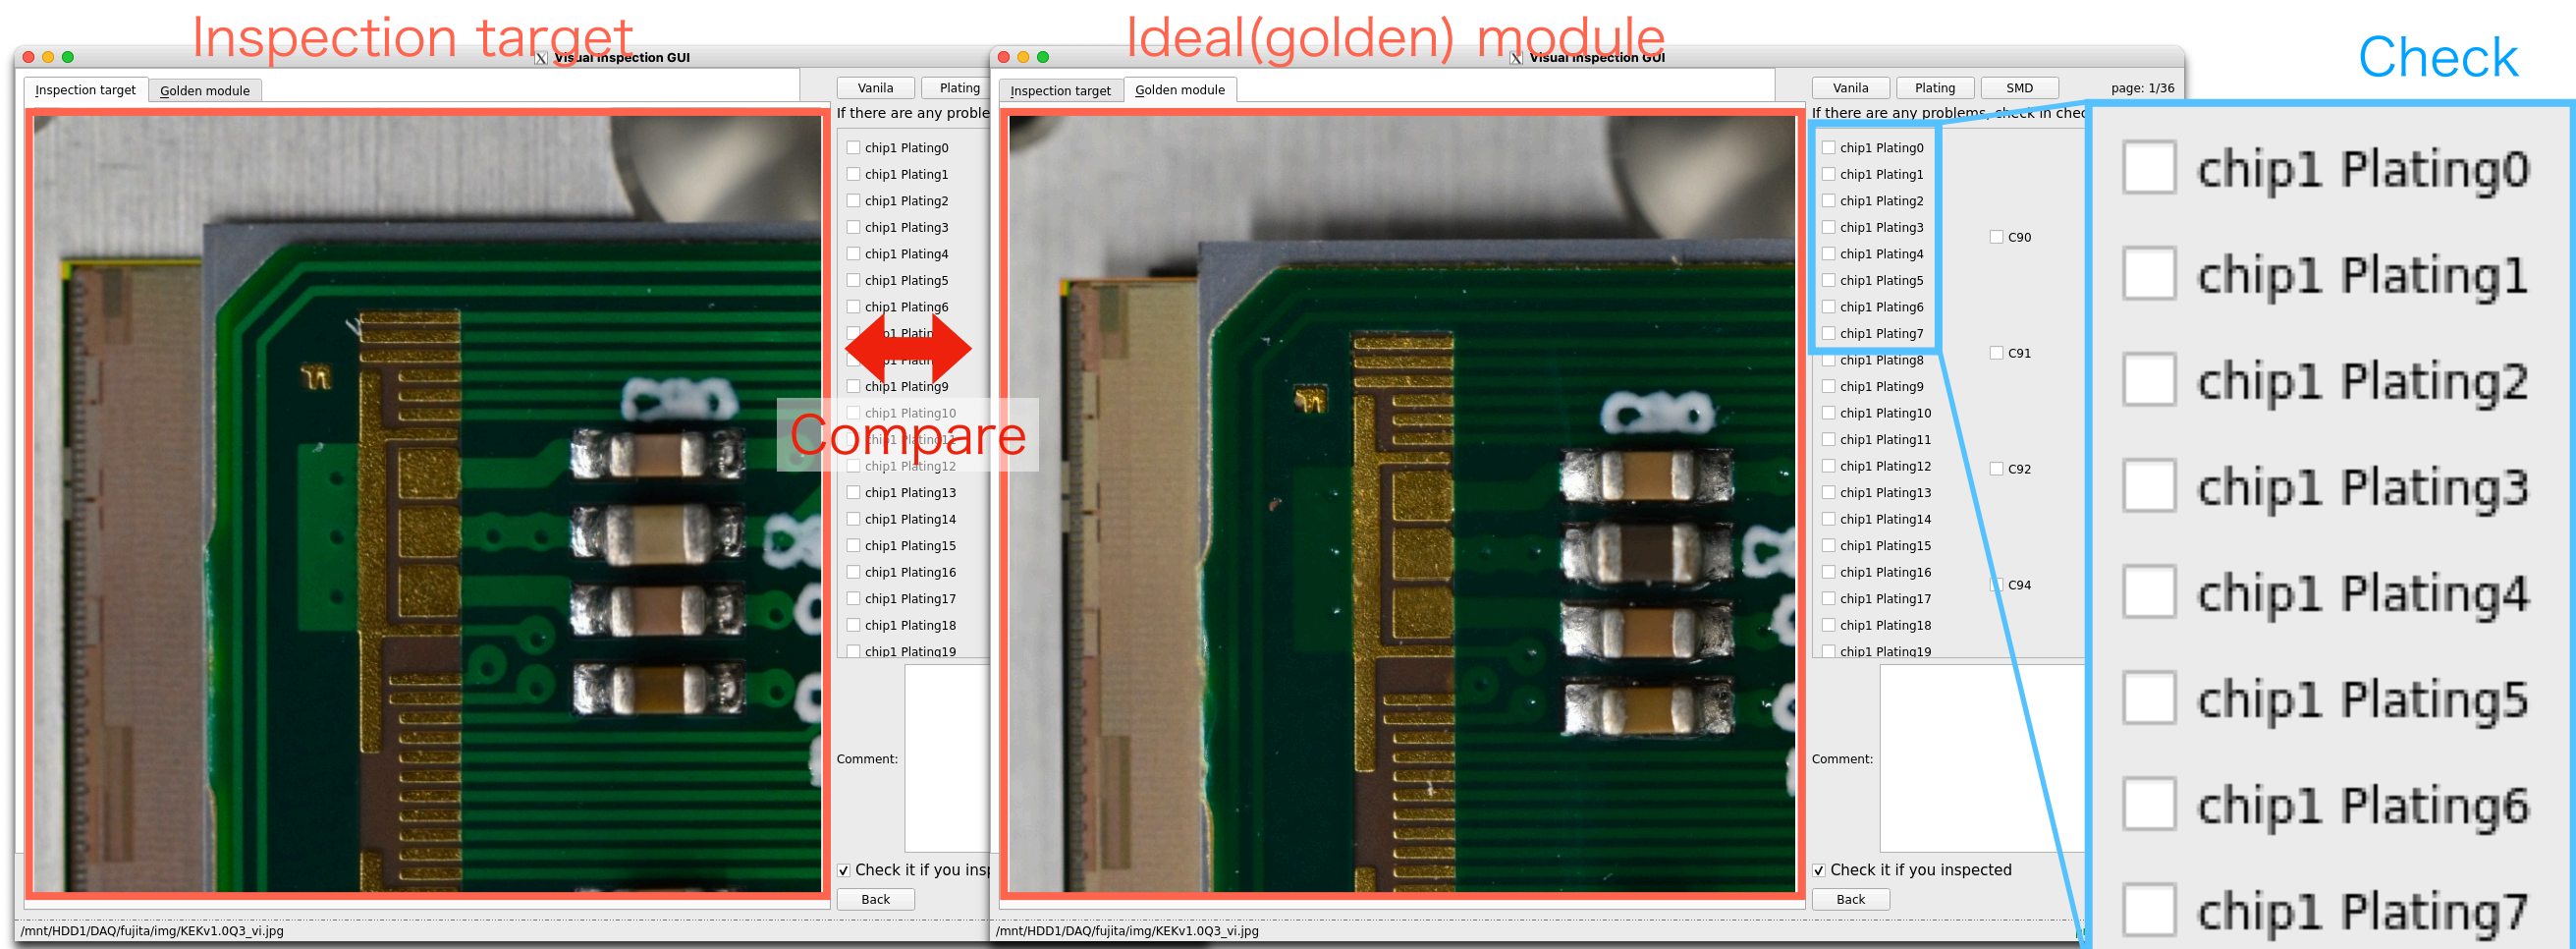 Inspection target
Ideal(golden) module
Check
Visual Inspection GUI
Inspection target
Golden module
Vanila
Plating
If there are any proble
chip1 Plating0
chip1 Plating1
chip1 Plating2
chip1 Plating3
chip1 Plating4
chip1 Plating5
chip1 Plating6
chip1 Plating9
chip1 Plating10
chip1 Plating11
chip1 Plating12
chip1 Plating13
chip1 Plating14
chip1 Plating15
chip1 Plating16
chip1 Plating17
chip1 Plating18
chip1 Plating19
Compare
Comment:
Check it if you insp
Back
/mnt/HDD1/DAQ/fujita/img/KEKv1.0Q3_vi.jpg
Visual Inspection GUI
Inspection target
Golden module
Vanila
Plating
SMD
page: 1/36
If there are any problems, check in chec
chip1 Plating0
chip1 Plating1
chip1 Plating2
chip1 Plating3
chip1 Plating4
chip1 Plating5
chip1 Plating6
chip1 Plating7
chip1 Plating8
chip1 Plating9
chip1 Plating10
chip1 Plating11
chip1 Plating12
chip1 Plating13
chip1 Plating14
chip1 Plating15
chip1 Plating16
chip1 Plating17
chip1 Plating18
chip1 Plating19
C90
C91
C92
C94
Comment:
Check it if you inspected
Back
/mnt/HDD1/DAQ/fujita/img/KEKv1.0Q3_vi.jpg
chip1 Plating0
chip1 Plating1
chip1 Plating2
chip1 Plating3
chip1 Plating4
chip1 Plating5
chip1 Plating6
chip1 Plating7